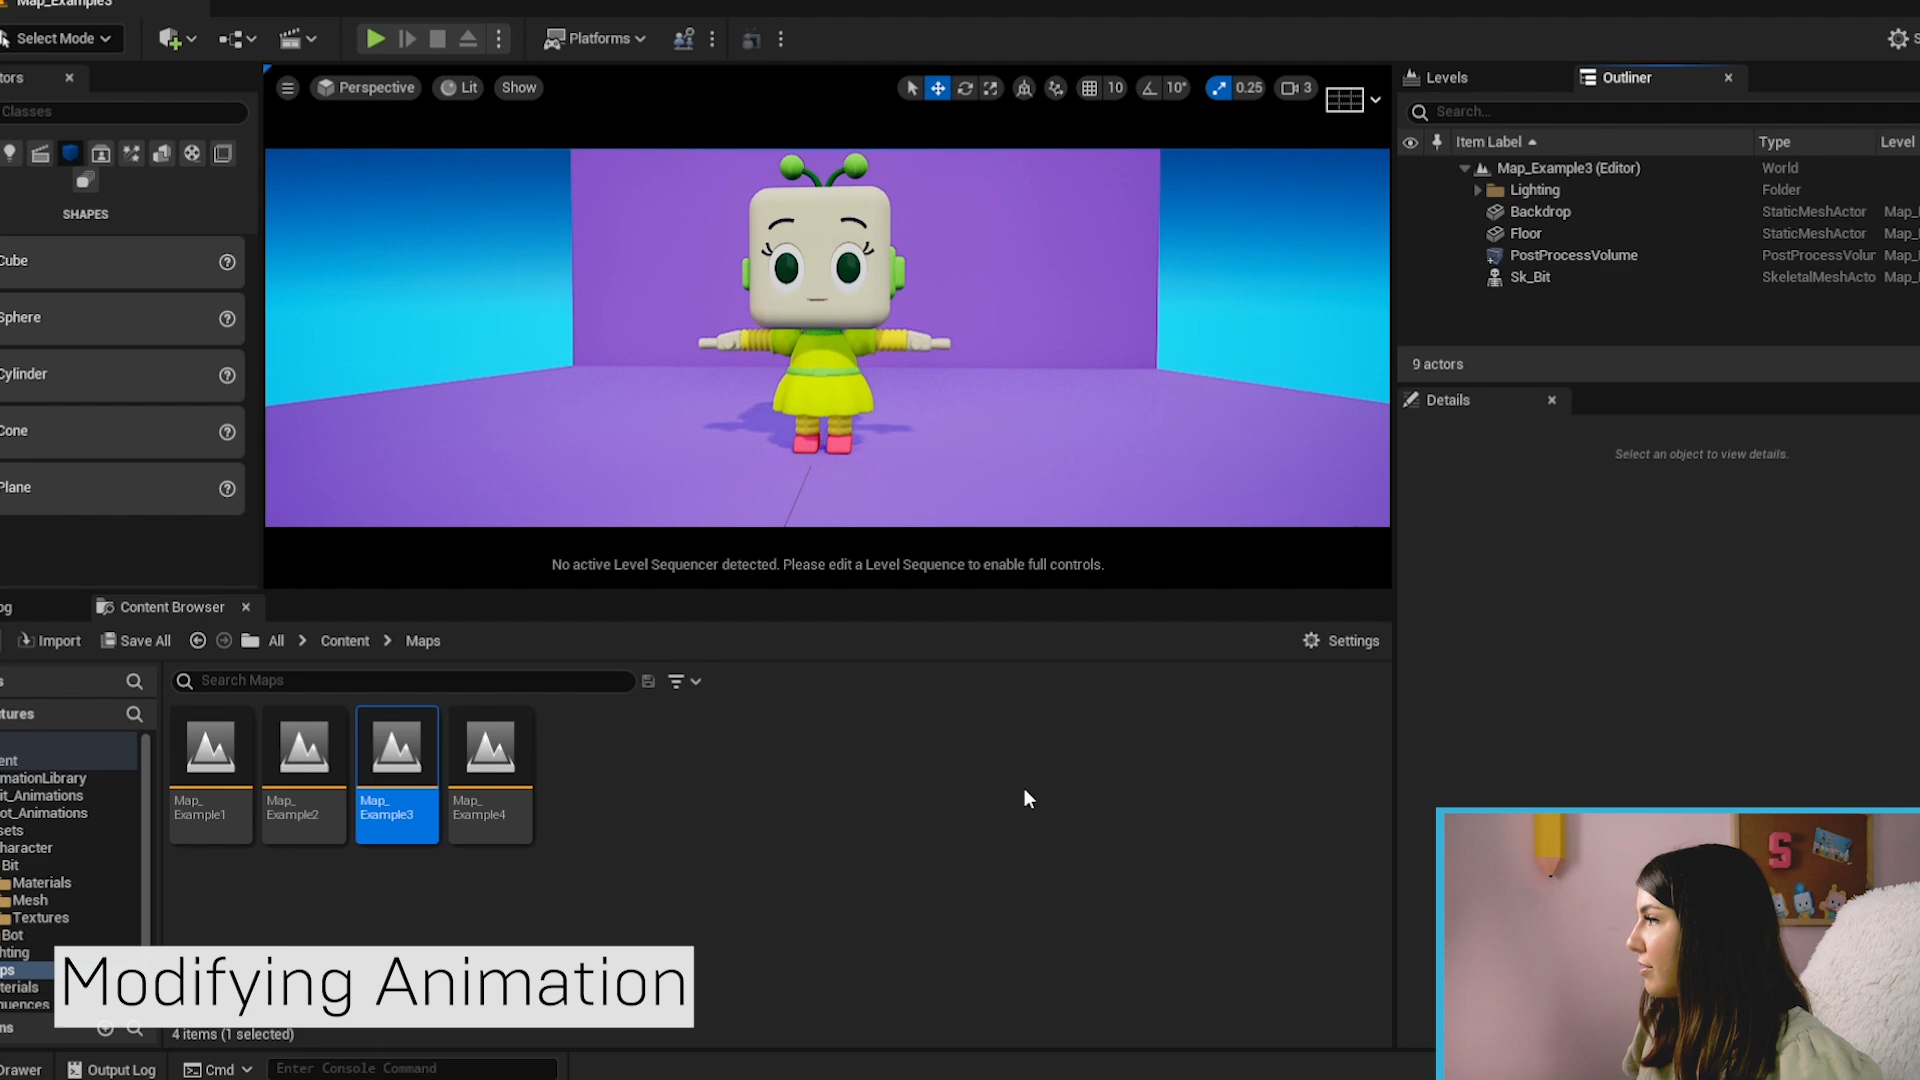 Map_Example3
Select Mode
Platforms
Perspective
Lit
Show
10
10°
0.25
3
Levels
Outliner
Classes
Search...
Item Label
Type
Level
Map_Example3 (Editor)
World
Lighting
Folder
Backdrop
StaticMeshActor
Floor
StaticMeshActor
PostProcessVolume
Sk_Bit
SHAPES
Cube
Sphere
Cylinder
Cone
Plane
9 actors
Details
Select an object to view details.
No active Level Sequencer detected. Please edit a Level Sequence to enable full controls.
Content Browser
Import
Save All
All
Content
Maps
Settings
Search Maps
Map_
Example1
Map_
Example2
Map_
Example3
Map_
Example4
Bit
Materials
Mesh
Textures
Bot
Modifying Animation
4 items (1 selected)
Drawer
Output Log
Cmd
Enter Console Command
S